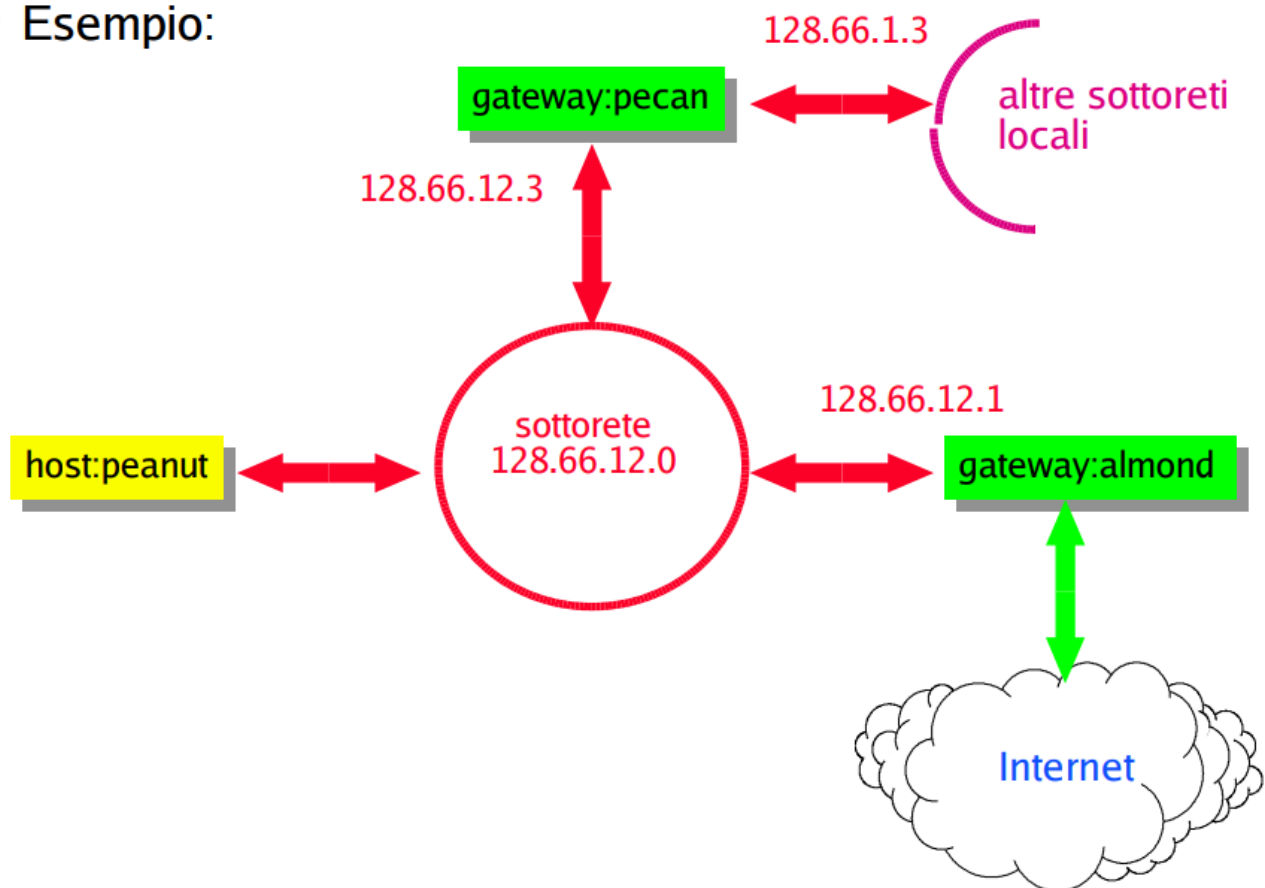 Esempio:
128.66.1.3
gateway:pecan
altre sottoreti
locali
128.66.12.3
128.66.12.1
sottorete
128.66.12.0
host:peanut
gateway:almond
Internet